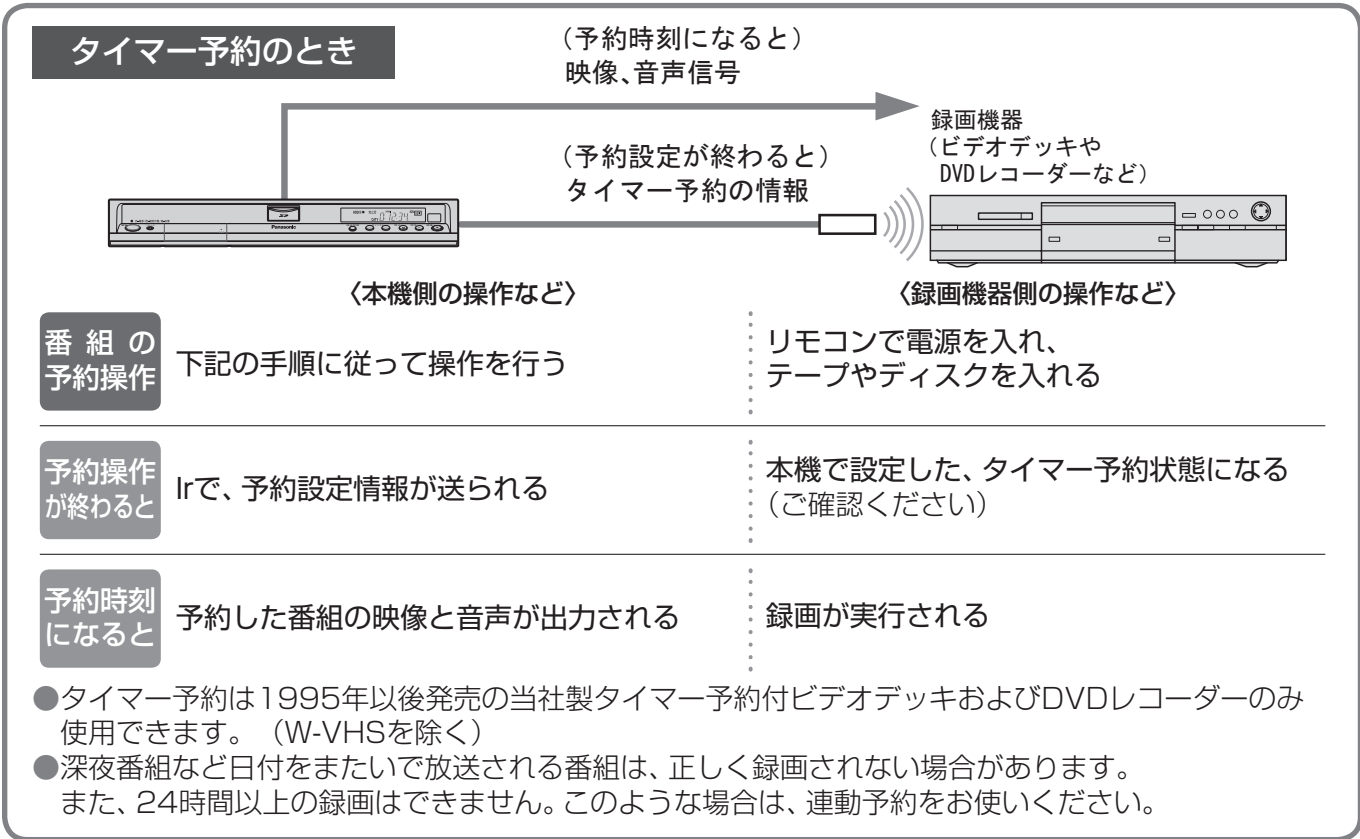 タイマー予約のとき
（予約時刻になると）
映像、音声信号
録画機器
（ビデオデッキや
DVDレコーダーなど）
（予約設定が終わると）
タイマー予約の情報
Panasonic
〈本機側の操作など〉
〈録画機器側の操作など〉
番組の
予約操作
下記の手順に従って操作を行う
リモコンで電源を入れ、
テープやディスクを入れる
予約操作
が終わると
Irで、予約設定情報が送られる
本機で設定した、タイマー予約状態になる
（ご確認ください）
予約時刻
になると
予約した番組の映像と音声が出力される
録画が実行される
●タイマー予約は1995年以後発売の当社製タイマー予約付ビデオデッキおよびDVDレコーダーのみ
使用できます。（W-VHSを除く）
●深夜番組など日付をまたいで放送される番組は、正しく録画されない場合があります。
また、24時間以上の録画はできません。このような場合は、連動予約をお使いください。